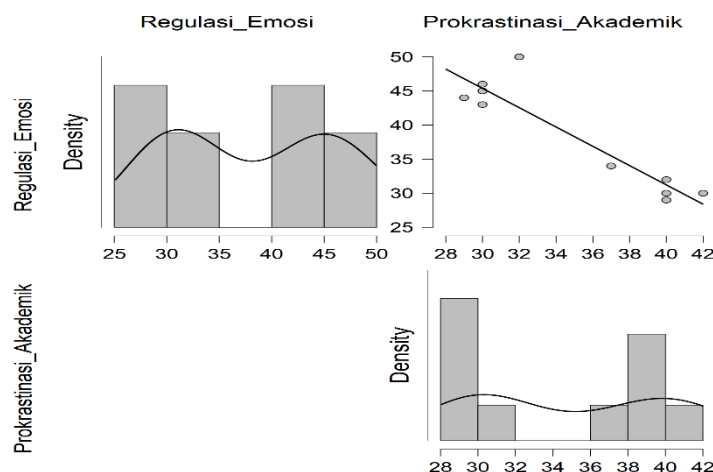 Regulasi_Emosi
Prokrastinasi_Akademik
Regulasi_Emosi
Density
25 30 35 40 45 50
50
45
40
35
30
25
28 30 32 34 36 38 40 42
Prokrastinasi_Akademik
Density
28 30 32 34 36 38 40 42